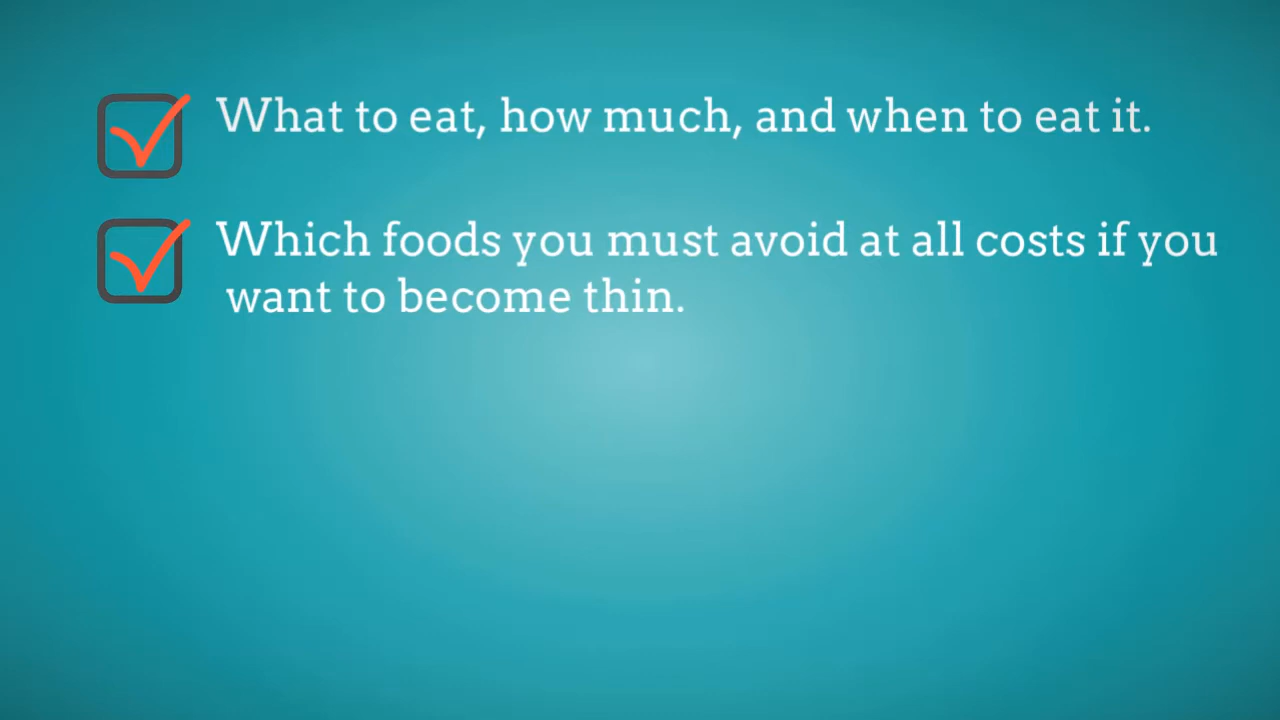 What to eat, how much, and when to eat it.
Which foods you must avoid at all costs if you
want to become thin.